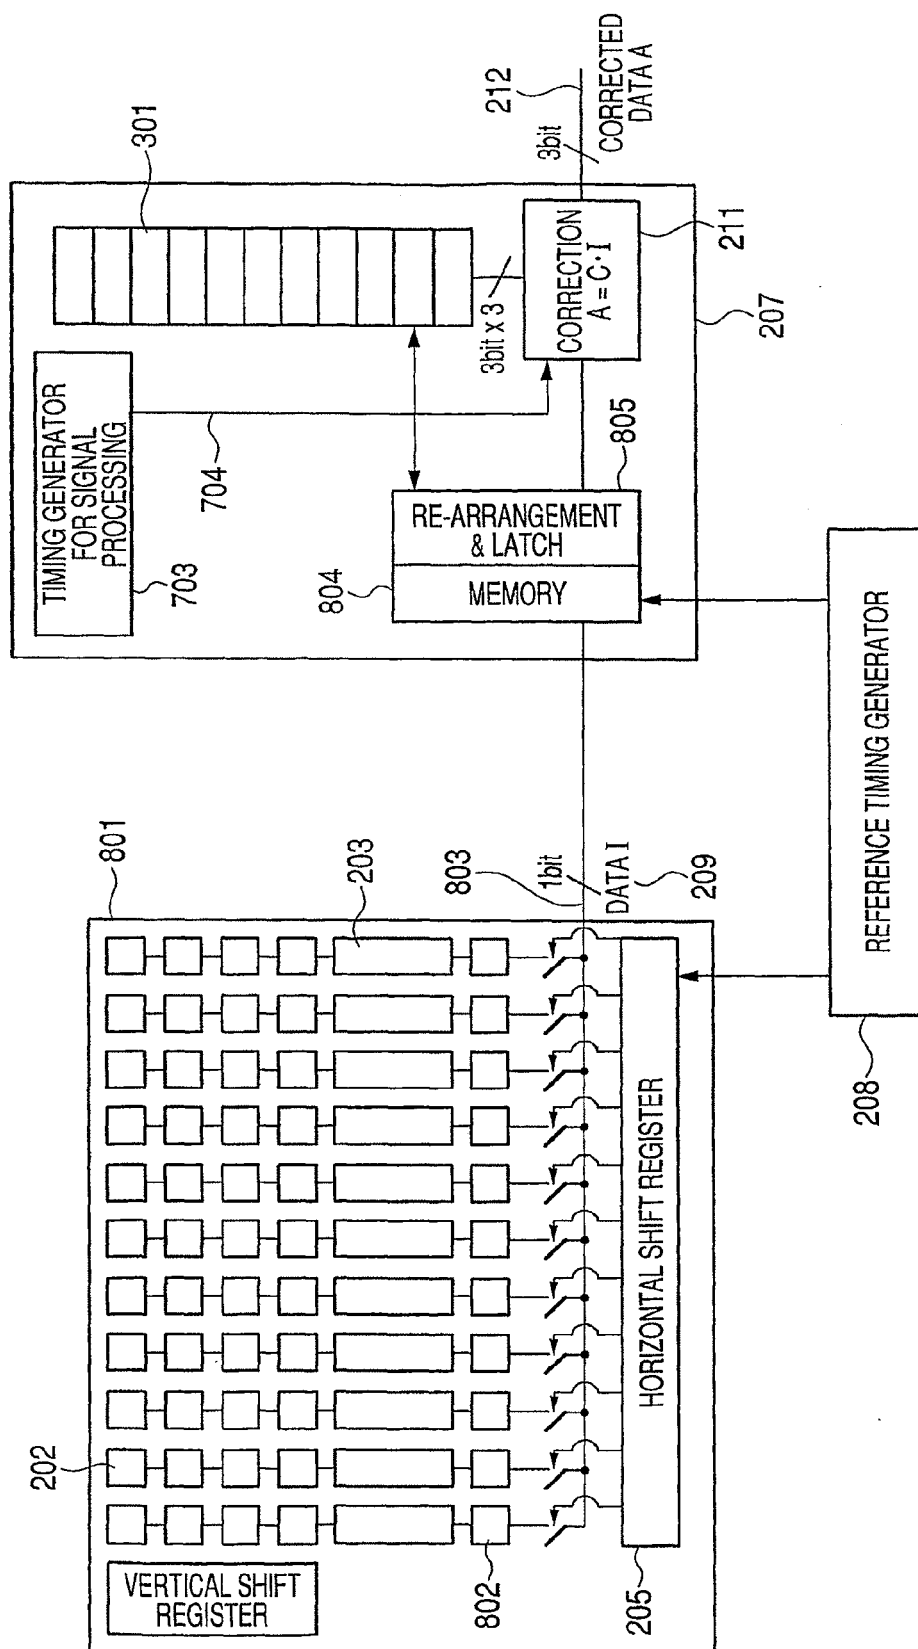 VERTICAL SHIFT
REGISTER
202
801
203
802
803
1bit
DATA I
209
HORIZONTAL SHIFT REGISTER
205
TIMING GENERATOR
FOR SIGNAL
PROCESSING
703
704
301
3bit x 3
804
MEMORY
RE-ARRANGEMENT
& LATCH
805
CORRECTION
A = C·I
211
207
212
3bit
CORRECTED
DATA A
REFERENCE TIMING GENERATOR
208